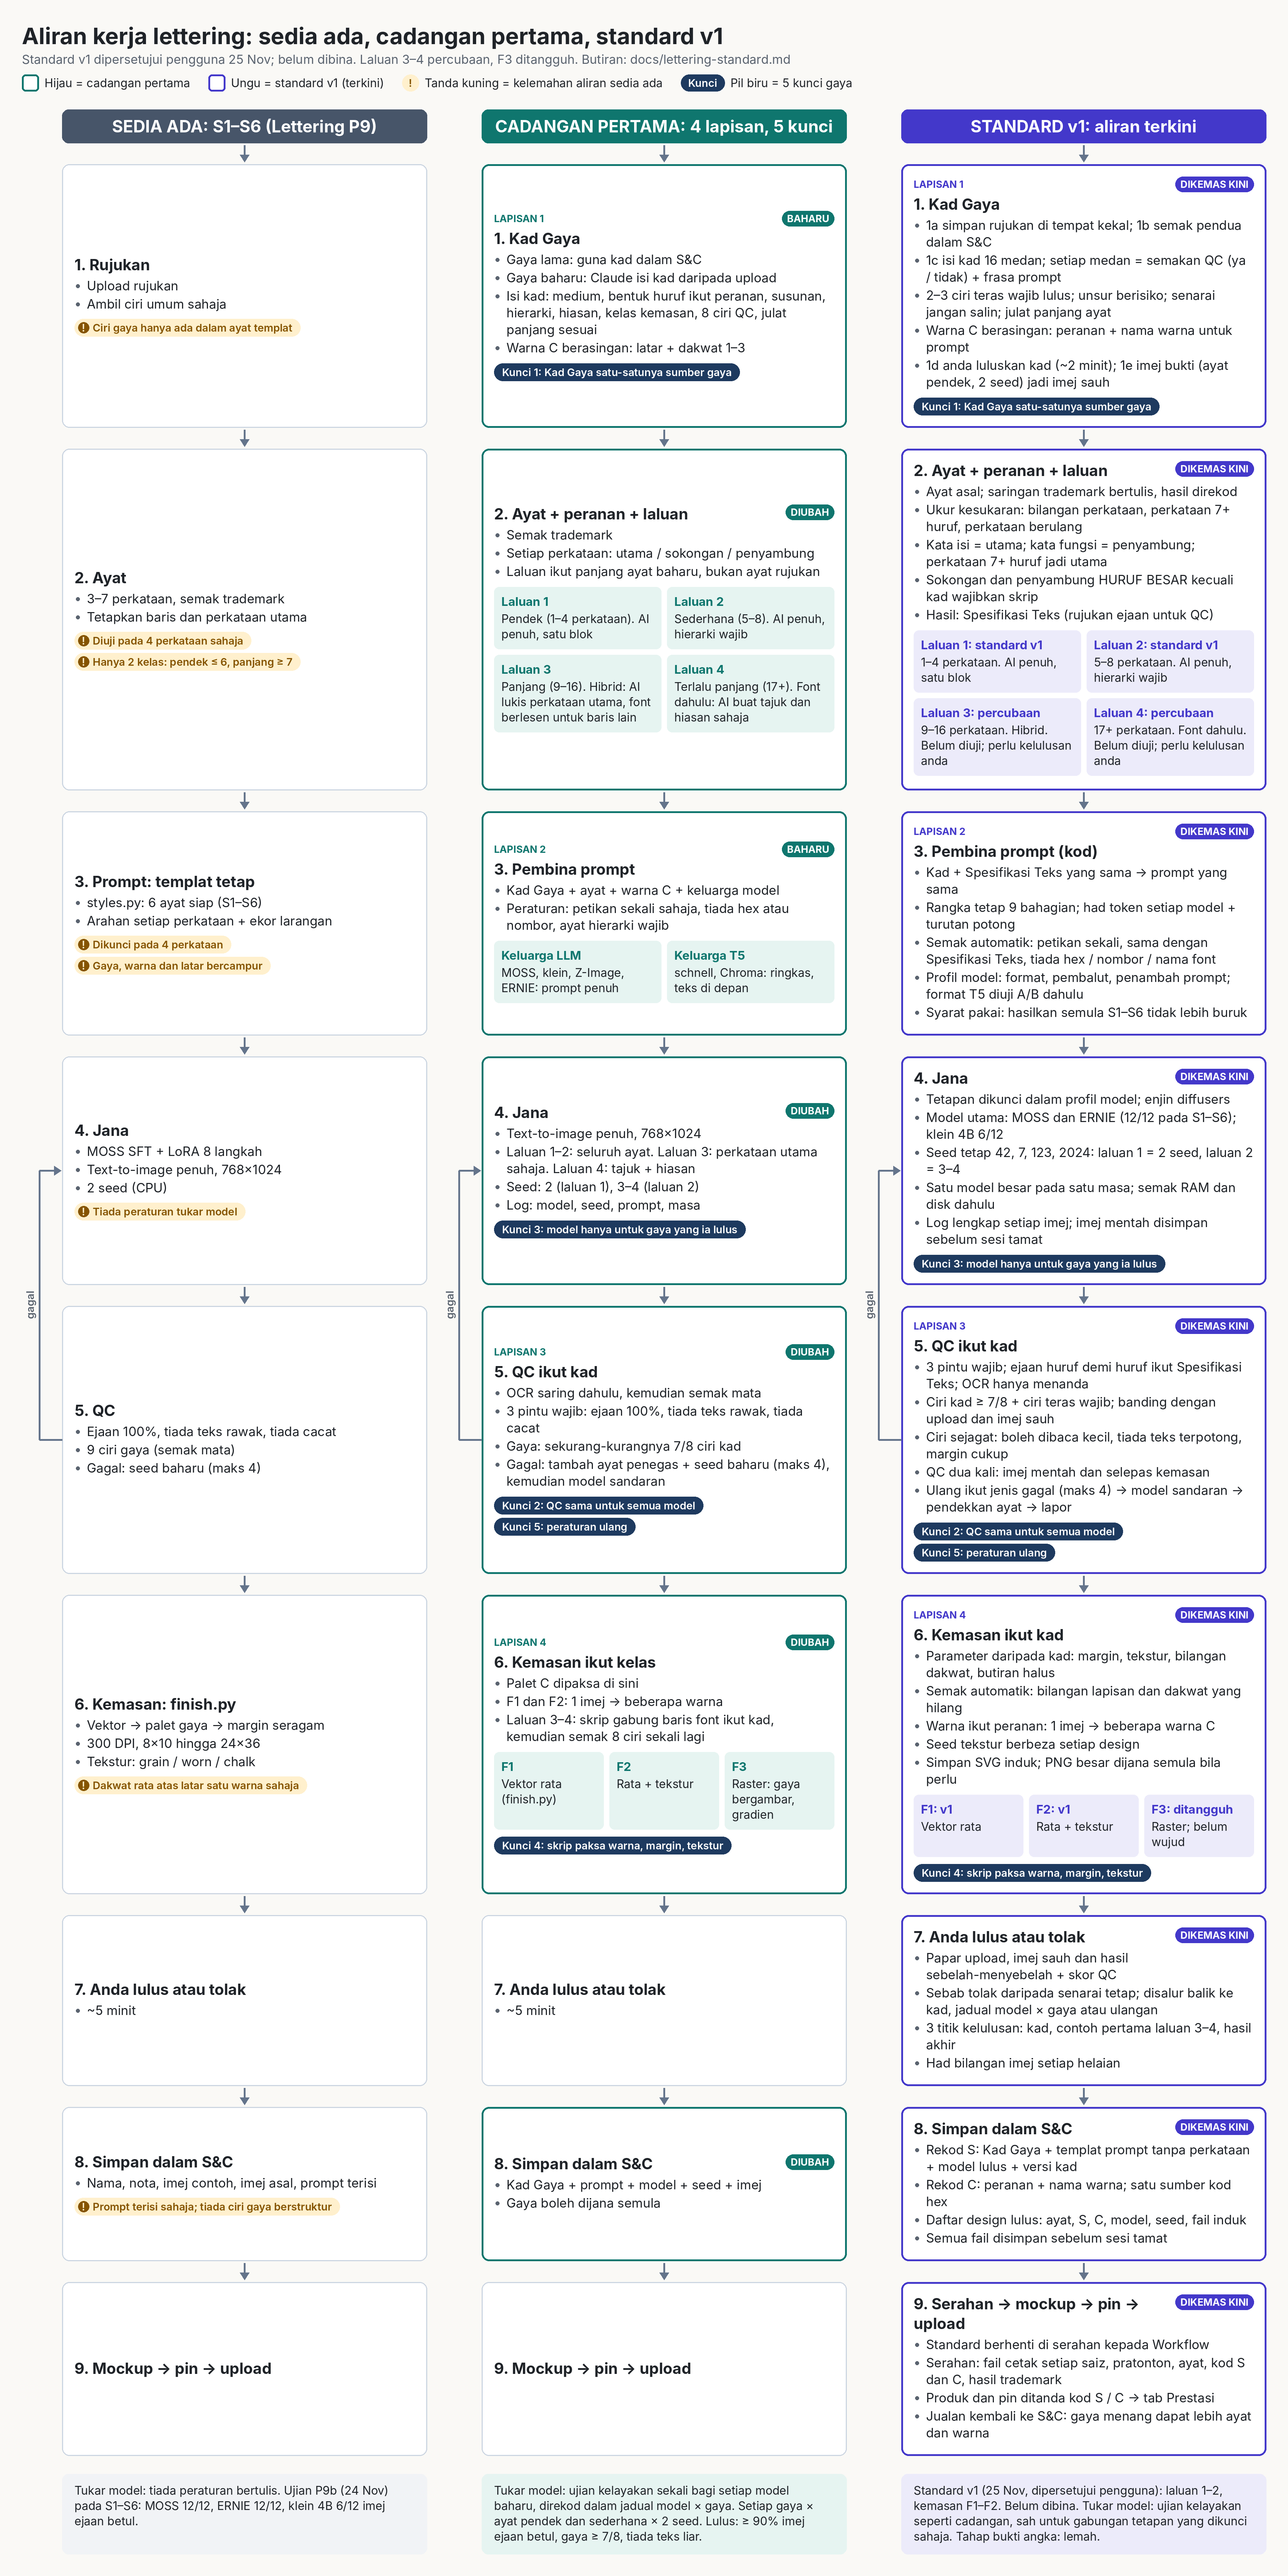 Aliran kerja lettering: sedia ada, cadangan pertama, standard v1
Standard v1 dipersetujui pengguna 25 Nov; belum dibina. Laluan 3–4 percubaan, F3 ditangguh. Butiran: docs/lettering-standard.md
Hijau = cadangan pertama
Ungu = standard v1 (terkini)
! Tanda kuning = kelemahan aliran sedia ada
Kunci Pil biru = 5 kunci gaya
SEDIA ADA: S1–S6 (Lettering P9)
1. Rujukan
• Upload rujukan
• Ambil ciri umum sahaja
! Ciri gaya hanya ada dalam ayat templat
2. Ayat
• 3–7 perkataan, semak trademark
• Tetapkan baris dan perkataan utama
! Diuji pada 4 perkataan sahaja
! Hanya 2 kelas: pendek ≤ 6, panjang ≥ 7
3. Prompt: templat tetap
• styles.py: 6 ayat siap (S1–S6)
• Arahan setiap perkataan + ekor larangan
! Dikunci pada 4 perkataan
! Gaya, warna dan latar bercampur
4. Jana
• MOSS SFT + LoRA 8 langkah
• Text-to-image penuh, 768×1024
• 2 seed (CPU)
! Tiada peraturan tukar model
gagal
5. QC
• Ejaan 100%, tiada teks rawak, tiada cacat
• 9 ciri gaya (semak mata)
• Gagal: seed baharu (maks 4)
6. Kemasan: finish.py
• Vektor → palet gaya → margin seragam
• 300 DPI, 8×10 hingga 24×36
• Tekstur: grain / worn / chalk
! Dakwat rata atas latar satu warna sahaja
7. Anda lulus atau tolak
• ~5 minit
8. Simpan dalam S&C
• Nama, nota, imej contoh, imej asal, prompt terisi
! Prompt terisi sahaja; tiada ciri gaya berstruktur
9. Mockup → pin → upload
Tukar model: tiada peraturan bertulis. Ujian P9b (24 Nov)
pada S1–S6: MOSS 12/12, ERNIE 12/12, klein 4B 6/12 imej
ejaan betul.
CADANGAN PERTAMA: 4 lapisan, 5 kunci
LAPISAN 1
BAHARU
1. Kad Gaya
• Gaya lama: guna kad dalam S&C
• Gaya baharu: Claude isi kad daripada upload
• Isi kad: medium, bentuk huruf ikut peranan, susunan,
hierarki, hiasan, kelas kemasan, 8 ciri QC, julat
panjang sesuai
• Warna C berasingan: latar + dakwat 1–3
Kunci 1: Kad Gaya satu-satunya sumber gaya
2. Ayat + peranan + laluan
DIUBAH
• Semak trademark
• Setiap perkataan: utama / sokongan / penyambung
• Laluan ikut panjang ayat baharu, bukan ayat rujukan
Laluan 1
Pendek (1–4 perkataan). AI
penuh, satu blok
Laluan 2
Sederhana (5–8). AI penuh,
hierarki wajib
Laluan 3
Panjang (9–16). Hibrid: AI
lukis perkataan utama, font
berlesen untuk baris lain
Laluan 4
Terlalu panjang (17+). Font
dahulu: AI buat tajuk dan
hiasan sahaja
LAPISAN 2
BAHARU
3. Pembina prompt
• Kad Gaya + ayat + warna C + keluarga model
• Peraturan: petikan sekali sahaja, tiada hex atau
nombor, ayat hierarki wajib
Keluarga LLM
MOSS, klein, Z-Image,
ERNIE: prompt penuh
Keluarga T5
schnell, Chroma: ringkas,
teks di depan
4. Jana
DIUBAH
• Text-to-image penuh, 768×1024
• Laluan 1–2: seluruh ayat. Laluan 3: perkataan utama
sahaja. Laluan 4: tajuk + hiasan
• Seed: 2 (laluan 1), 3–4 (laluan 2)
• Log: model, seed, prompt, masa
Kunci 3: model hanya untuk gaya yang ia lulus
gagal
LAPISAN 3
DIUBAH
5. QC ikut kad
• OCR saring dahulu, kemudian semak mata
• 3 pintu wajib: ejaan 100%, tiada teks rawak, tiada
cacat
• Gaya: sekurang-kurangnya 7/8 ciri kad
• Gagal: tambah ayat penegas + seed baharu (maks 4),
kemudian model sandaran
Kunci 2: QC sama untuk semua model
Kunci 5: peraturan ulang
LAPISAN 4
DIUBAH
6. Kemasan ikut kelas
• Palet C dipaksa di sini
• F1 dan F2: 1 imej → beberapa warna
• Laluan 3–4: skrip gabung baris font ikut kad,
kemudian semak 8 ciri sekali lagi
F1
Vektor rata
(finish.py)
F2
Rata + tekstur
F3
Raster: gaya
bergambar,
gradien
Kunci 4: skrip paksa warna, margin, tekstur
7. Anda lulus atau tolak
• ~5 minit
8. Simpan dalam S&C
DIUBAH
• Kad Gaya + prompt + model + seed + imej
• Gaya boleh dijana semula
9. Mockup → pin → upload
Tukar model: ujian kelayakan sekali bagi setiap model
baharu, direkod dalam jadual model × gaya. Setiap gaya ×
ayat pendek dan sederhana × 2 seed. Lulus: ≥ 90% imej
ejaan betul, gaya ≥ 7/8, tiada teks liar.
STANDARD v1: aliran terkini
LAPISAN 1
DIKEMAS KINI
1. Kad Gaya
• 1a simpan rujukan di tempat kekal; 1b semak pendua
dalam S&C
• 1c isi kad 16 medan; setiap medan = semakan QC (ya
/ tidak) + frasa prompt
• 2–3 ciri teras wajib lulus; unsur berisiko; senarai
jangan salin; julat panjang ayat
• Warna C berasingan: peranan + nama warna untuk
prompt
• 1d anda luluskan kad (~2 minit); 1e imej bukti (ayat
pendek, 2 seed) jadi imej sauh
Kunci 1: Kad Gaya satu-satunya sumber gaya
2. Ayat + peranan + laluan
DIKEMAS KINI
• Ayat asal; saringan trademark bertulis, hasil direkod
• Ukur kesukaran: bilangan perkataan, perkataan 7+
huruf, perkataan berulang
• Kata isi = utama; kata fungsi = penyambung;
perkataan 7+ huruf jadi utama
• Sokongan dan penyambung HURUF BESAR kecuali
kad wajibkan skrip
• Hasil: Spesifikasi Teks (rujukan ejaan untuk QC)
Laluan 1: standard v1
1–4 perkataan. AI penuh,
satu blok
Laluan 2: standard v1
5–8 perkataan. AI penuh,
hierarki wajib
Laluan 3: percubaan
9–16 perkataan. Hibrid.
Belum diuji; perlu kelulusan
anda
Laluan 4: percubaan
17+ perkataan. Font dahulu.
Belum diuji; perlu kelulusan
anda
LAPISAN 2
DIKEMAS KINI
3. Pembina prompt (kod)
• Kad + Spesifikasi Teks yang sama → prompt yang
sama
• Rangka tetap 9 bahagian; had token setiap model +
turutan potong
• Semak automatik: petikan sekali, sama dengan
Spesifikasi Teks, tiada hex / nombor / nama font
• Profil model: format, pembalut, penambah prompt;
format T5 diuji A/B dahulu
• Syarat pakai: hasilkan semula S1–S6 tidak lebih buruk
4. Jana
DIKEMAS KINI
• Tetapan dikunci dalam profil model; enjin diffusers
• Model utama: MOSS dan ERNIE (12/12 pada S1–S6);
klein 4B 6/12
• Seed tetap 42, 7, 123, 2024: laluan 1 = 2 seed, laluan 2
= 3–4
• Satu model besar pada satu masa; semak RAM dan
disk dahulu
• Log lengkap setiap imej; imej mentah disimpan
sebelum sesi tamat
Kunci 3: model hanya untuk gaya yang ia lulus
gagal
LAPISAN 3
DIKEMAS KINI
5. QC ikut kad
• 3 pintu wajib; ejaan huruf demi huruf ikut Spesifikasi
Teks; OCR hanya menanda
• Ciri kad ≥ 7/8 + ciri teras wajib; banding dengan
upload dan imej sauh
• Ciri sejagat: boleh dibaca kecil, tiada teks terpotong,
margin cukup
• QC dua kali: imej mentah dan selepas kemasan
• Ulang ikut jenis gagal (maks 4) → model sandaran →
pendekkan ayat → lapor
Kunci 2: QC sama untuk semua model
Kunci 5: peraturan ulang
LAPISAN 4
DIKEMAS KINI
6. Kemasan ikut kad
• Parameter daripada kad: margin, tekstur, bilangan
dakwat, butiran halus
• Semak automatik: bilangan lapisan dan dakwat yang
hilang
• Warna ikut peranan: 1 imej → beberapa warna C
• Seed tekstur berbeza setiap design
• Simpan SVG induk; PNG besar dijana semula bila
perlu
F1: v1
Vektor rata
F2: v1
Rata + tekstur
F3: ditangguh
Raster; belum
wujud
Kunci 4: skrip paksa warna, margin, tekstur
7. Anda lulus atau tolak
DIKEMAS KINI
• Papar upload, imej sauh dan hasil
sebelah-menyebelah + skor QC
• Sebab tolak daripada senarai tetap; disalur balik ke
kad, jadual model × gaya atau ulangan
• 3 titik kelulusan: kad, contoh pertama laluan 3–4, hasil
akhir
• Had bilangan imej setiap helaian
8. Simpan dalam S&C
DIKEMAS KINI
• Rekod S: Kad Gaya + templat prompt tanpa perkataan
+ model lulus + versi kad
• Rekod C: peranan + nama warna; satu sumber kod
hex
• Daftar design lulus: ayat, S, C, model, seed, fail induk
• Semua fail disimpan sebelum sesi tamat
9. Serahan → mockup → pin →
upload
DIKEMAS KINI
• Standard berhenti di serahan kepada Workflow
• Serahan: fail cetak setiap saiz, pratonton, ayat, kod S
dan C, hasil trademark
• Produk dan pin ditanda kod S / C → tab Prestasi
• Jualan kembali ke S&C: gaya menang dapat lebih ayat
dan warna
Standard v1 (25 Nov, dipersetujui pengguna): laluan 1–2,
kemasan F1–F2. Belum dibina. Tukar model: ujian kelayakan
seperti cadangan, sah untuk gabungan tetapan yang dikunci
sahaja. Tahap bukti angka: lemah.